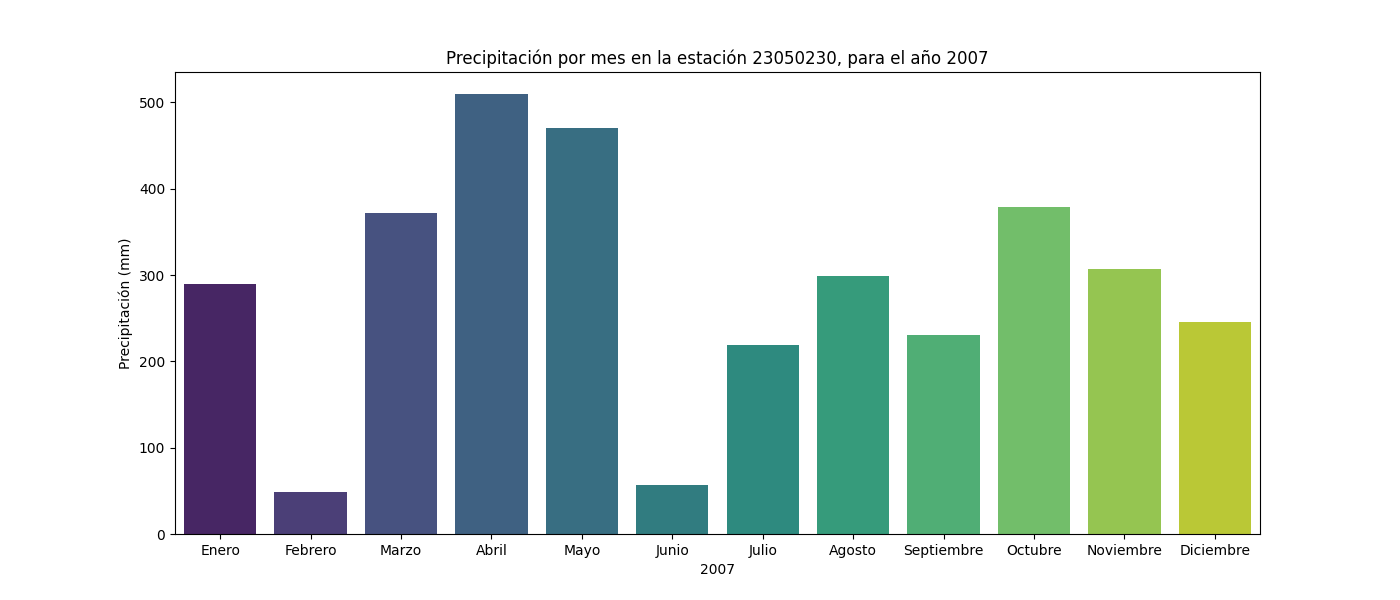 Precipitación por mes en la estación 23050230, para el año 2007
Precipitación (mm)
500
400
300
200
100
0
Enero Febrero Marzo Abril Mayo Junio Julio Agosto Septiembre Octubre Noviembre Diciembre
2007